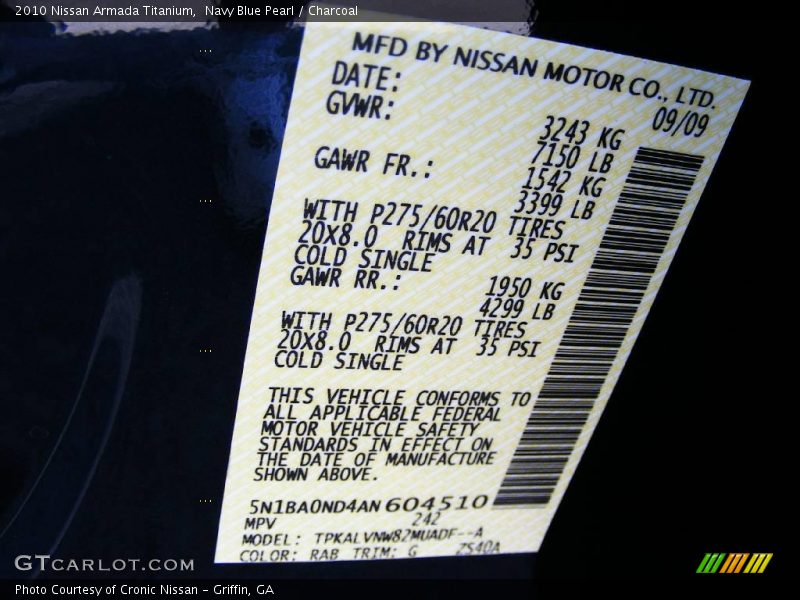 2010 Nissan Armada Titanium, Navy Blue Pearl / Charcoal
MFD BY NISSAN MOTOR CO., LTD.
DATE: 09/09
GVWR: 3243 KG
7150 LB
GAWR FR.: 1542 KG
3399 LB
WITH P275/60R20 TIRES
20X8.0 RIMS AT 35 PSI
COLD SINGLE
GAWR RR.: 1950 KG
4299 LB
WITH P275/60R20 TIRES
20X8.0 RIMS AT 35 PSI
COLD SINGLE
THIS VEHICLE CONFORMS TO
ALL APPLICABLE FEDERAL
MOTOR VEHICLE SAFETY
STANDARDS IN EFFECT ON
THE DATE OF MANUFACTURE
SHOWN ABOVE.
5N1BA0ND4AN604510
MPV 242
MODEL: TPKALVNW82MUADF--A
COLOR: RAB TRIM: G ZS40A
GTCARLOT.COM
Photo Courtesy of Cronic Nissan - Griffin, GA